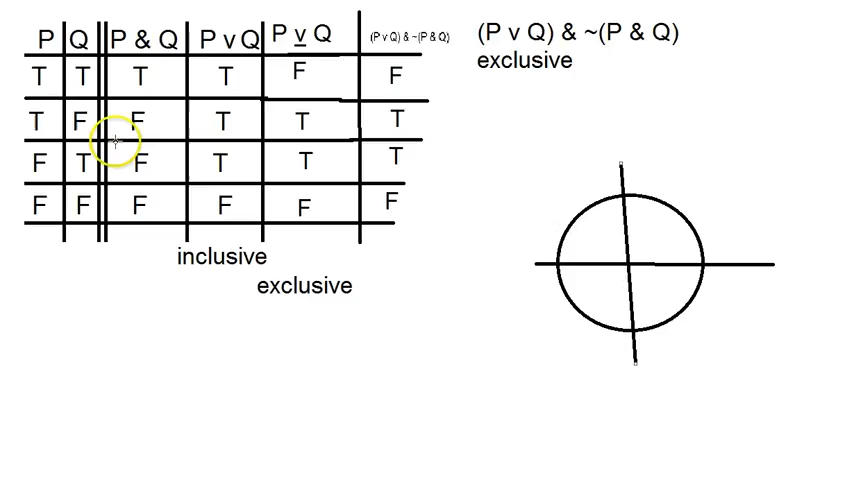 P Q P & Q P v Q P v Q (P v Q) & ~(P & Q)
T T T T F F
T F F T T T
F T F T T T
F F F F F F
inclusive
exclusive
(P v Q) & ~(P & Q)
exclusive